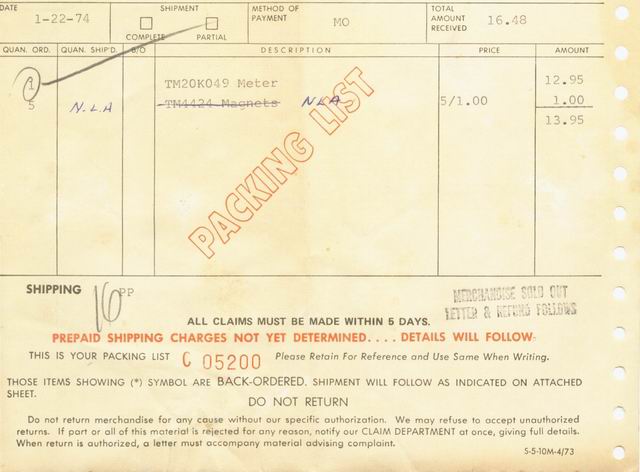 DATE SHIPMENT METHOD OF PAYMENT TOTAL AMOUNT RECEIVED
1-22-74 COMPLETE PARTIAL MO 16.48
QUAN. ORD. QUAN. SHIP'D. B/O DESCRIPTION PRICE AMOUNT
1 TM20K049 Meter 12.95
5 N.L.A TM4424 Magnets NLA 5/1.00 1.00
13.95
PACKING LIST
SHIPPING 16 PP
MERCHANDISE SOLD OUT
LETTER & REFUND FOLLOWS
ALL CLAIMS MUST BE MADE WITHIN 5 DAYS.
PREPAID SHIPPING CHARGES NOT YET DETERMINED.... DETAILS WILL FOLLOW-
THIS IS YOUR PACKING LIST C 05200 Please Retain For Reference and Use Same When Writing.
THOSE ITEMS SHOWING (*) SYMBOL ARE BACK-ORDERED. SHIPMENT WILL FOLLOW AS INDICATED ON ATTACHED
SHEET.
DO NOT RETURN
Do not return merchandise for any cause without our specific authorization. We may refuse to accept unauthorized
returns. If part or all of this material is rejected for any reason, notify our CLAIM DEPARTMENT at once, giving full details.
When return is authorized, a letter must accompany material advising complaint.
S-5-10M-4/73